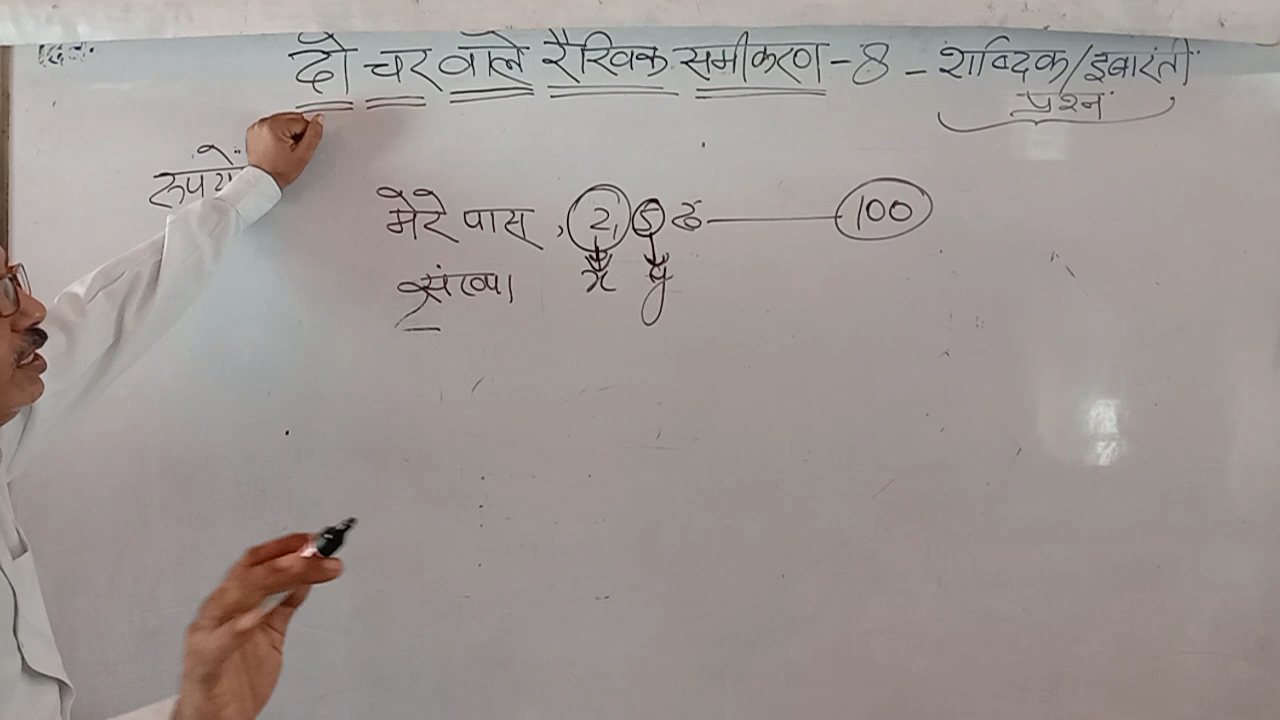 दो चर वाले रैखिक समीकरण - 8 - शाब्दिक/इबारती
प्रश्न
रुपयों
मेरे पास , 2, 5 रु 100
संख्या x y